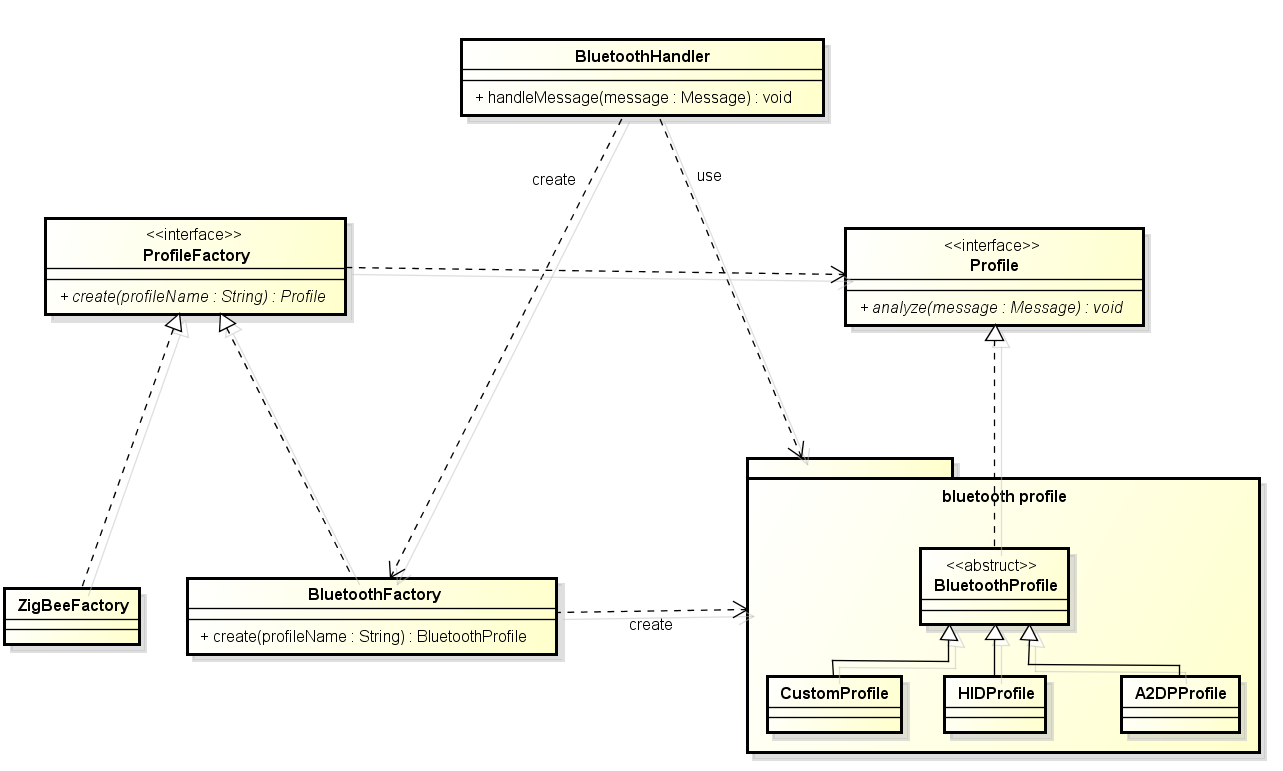 BluetoothHandler
+ handleMessage(message : Message) : void
create
use
<<interface>>
ProfileFactory
+ create(profileName : String) : Profile
<<interface>>
Profile
+ analyze(message : Message) : void
bluetooth profile
<<abstruct>>
BluetoothProfile
ZigBeeFactory
BluetoothFactory
+ create(profileName : String) : BluetoothProfile
create
CustomProfile
HIDProfile
A2DPProfile